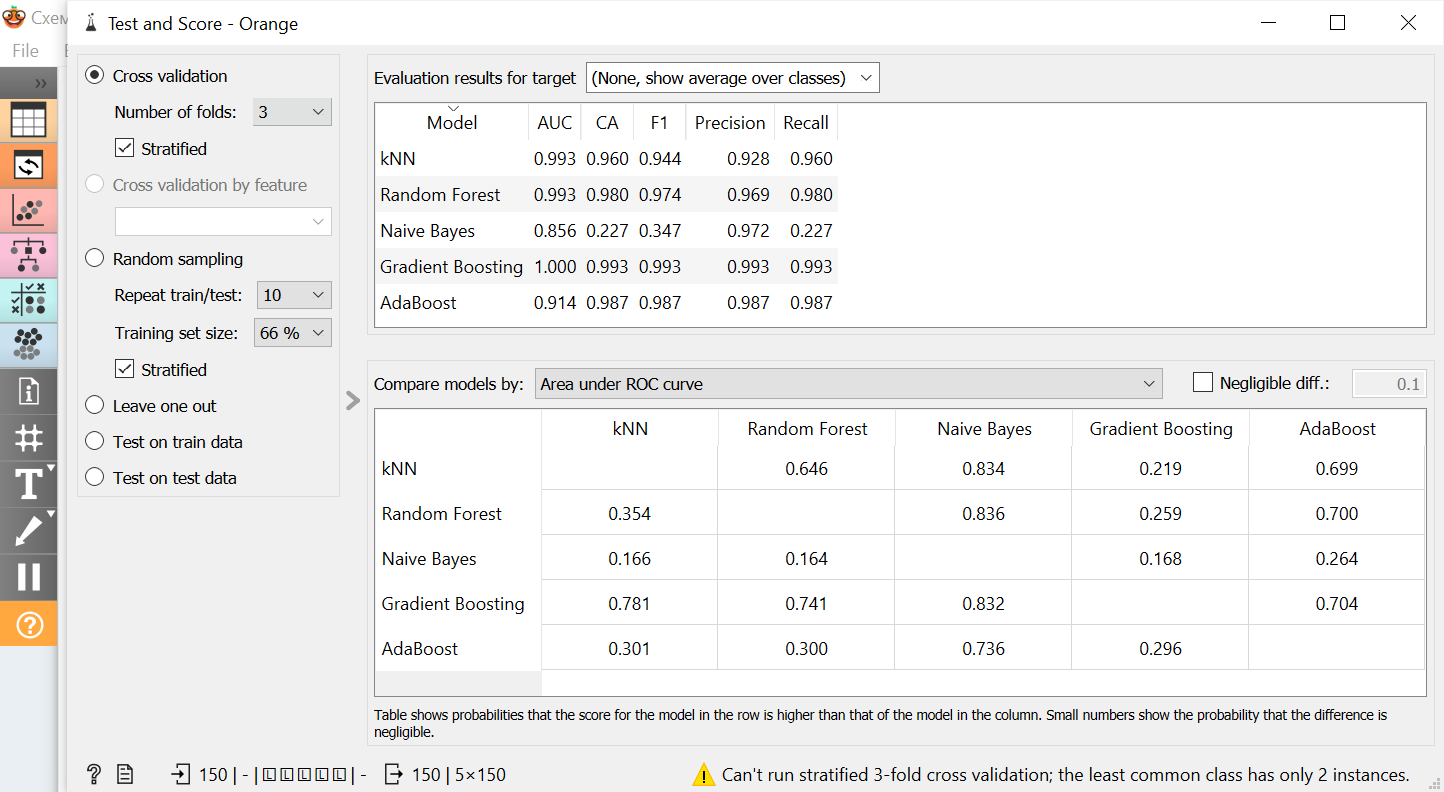 Схем
Test and Score - Orange
File
Cross validation
Number of folds: 3
Stratified
Cross validation by feature
Random sampling
Repeat train/test: 10
Training set size: 66 %
Stratified
Leave one out
Test on train data
Test on test data
Evaluation results for target (None, show average over classes)
Model AUC CA F1 Precision Recall
kNN 0.993 0.960 0.944 0.928 0.960
Random Forest 0.993 0.980 0.974 0.969 0.980
Naive Bayes 0.856 0.227 0.347 0.972 0.227
Gradient Boosting 1.000 0.993 0.993 0.993 0.993
AdaBoost 0.914 0.987 0.987 0.987 0.987
Compare models by: Area under ROC curve Negligible diff.: 0.1
kNN Random Forest Naive Bayes Gradient Boosting AdaBoost
kNN 0.646 0.834 0.219 0.699
Random Forest 0.354 0.836 0.259 0.700
Naive Bayes 0.166 0.164 0.168 0.264
Gradient Boosting 0.781 0.741 0.832 0.704
AdaBoost 0.301 0.300 0.736 0.296
Table shows probabilities that the score for the model in the row is higher than that of the model in the column. Small numbers show the probability that the difference is
negligible.
? 150 | - | 🄻🄻🄻🄻🄻 | - 150 | 5×150
Can't run stratified 3-fold cross validation; the least common class has only 2 instances.